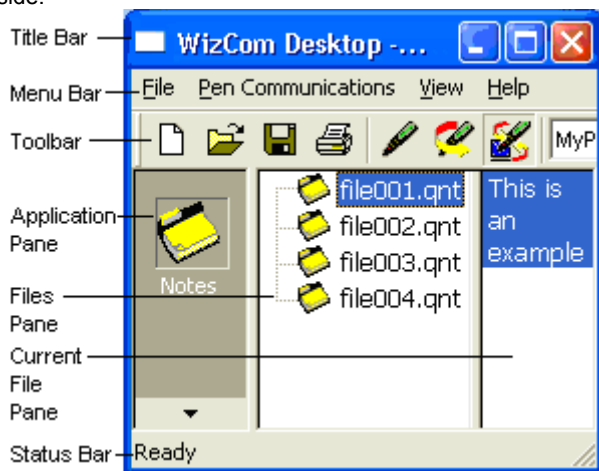 side.
Title Bar
WizCom Desktop -...
Menu Bar
File Pen Communications View Help
Toolbar
MyP
Application
Pane
Notes
file001.qnt
file002.qnt
file003.qnt
file004.qnt
This is
an
example
Files
Pane
Current
File
Pane
Status Bar
Ready